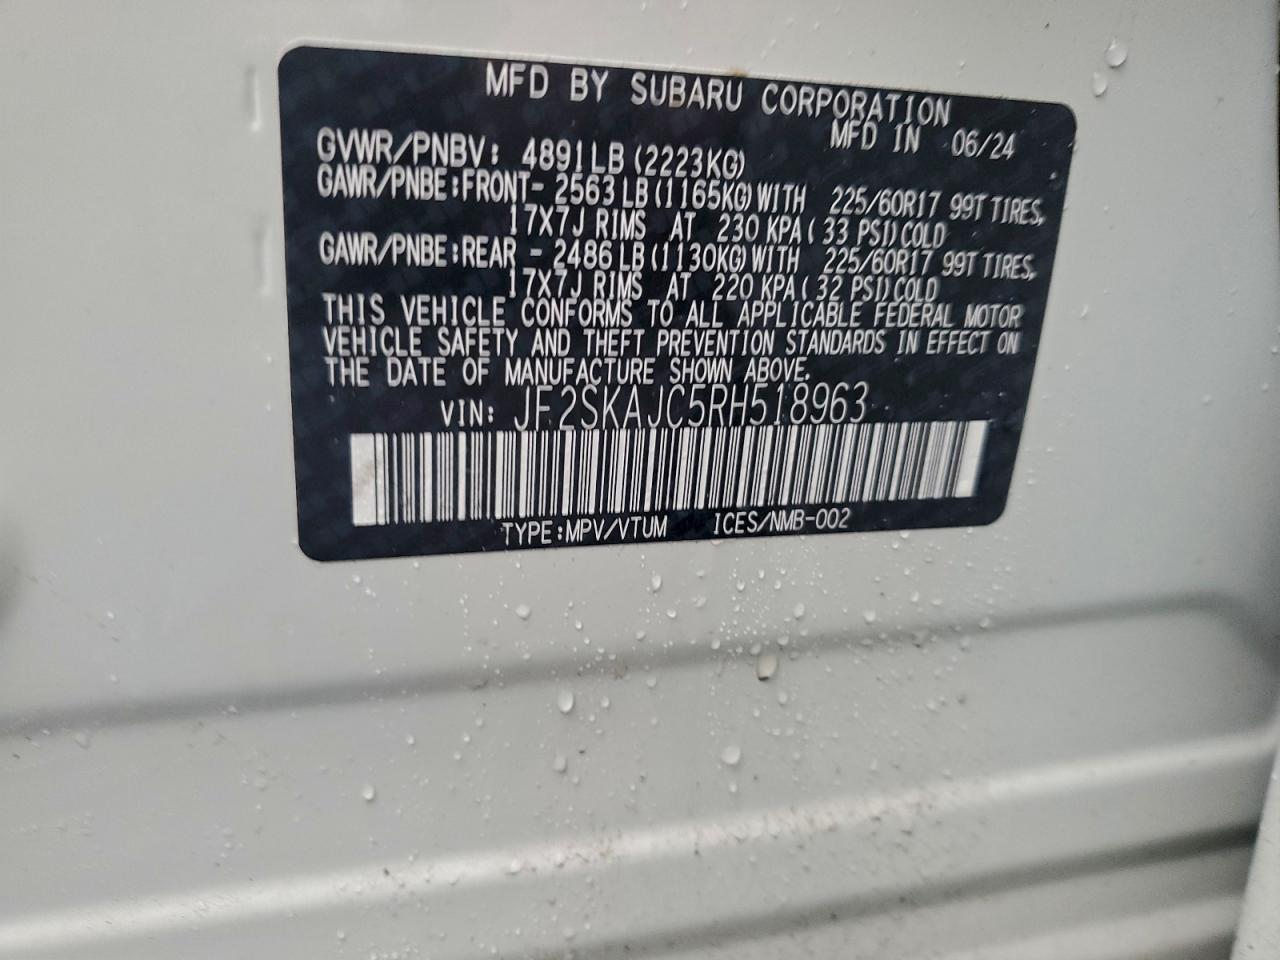 MFD BY SUBARU CORPORATION
MFD IN 06/24
GVWR/PNBV: 4891LB (2223KG)
GAWR/PNBE:FRONT- 2563LB(1165KG)WITH 225/60R17 99T TIRES,
17X7J RIMS AT 230 KPA( 33 PSI)COLD
GAWR/PNBE:REAR - 2486LB(1130KG)WITH 225/60R17 99T TIRES,
17X7J RIMS AT 220 KPA( 32 PSI)COLD
THIS VEHICLE CONFORMS TO ALL APPLICABLE FEDERAL MOTOR
VEHICLE SAFETY AND THEFT PREVENTION STANDARDS IN EFFECT ON
THE DATE OF MANUFACTURE SHOWN ABOVE.
VIN: JF2SKAJC5RH518963
TYPE:MPV/VTUM ICES/NMB-002